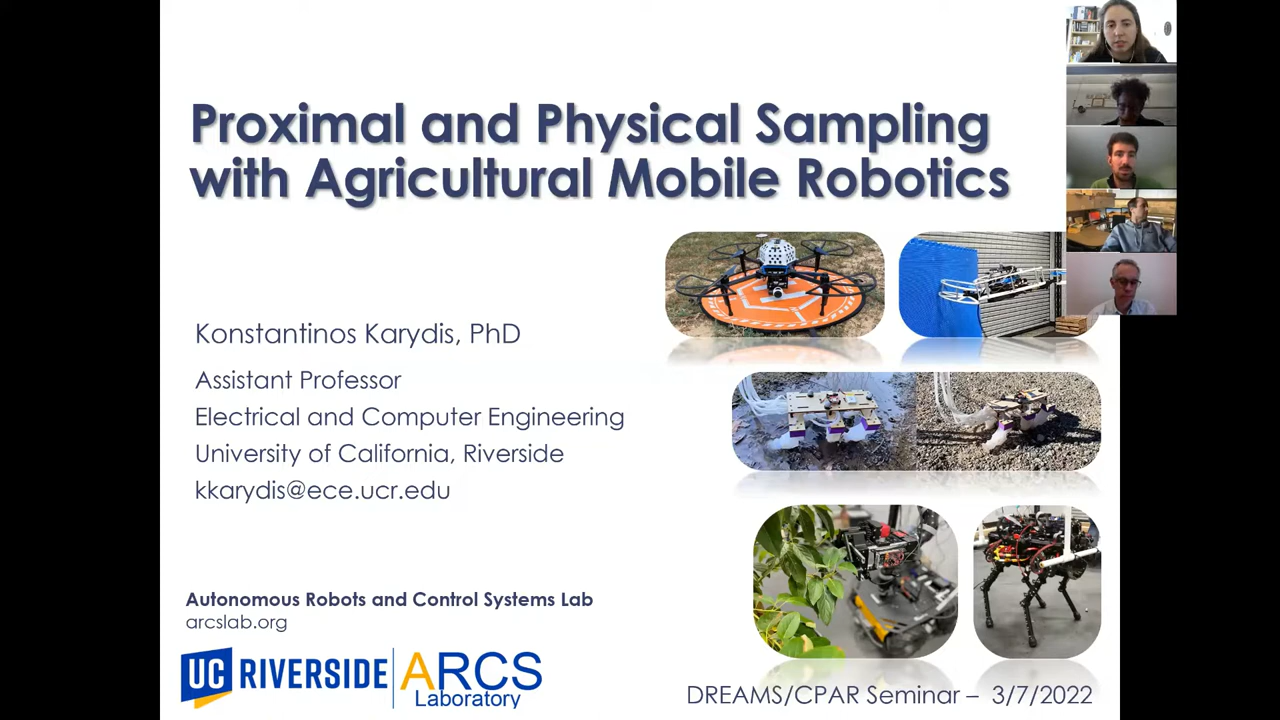 Proximal and Physical Sampling
with Agricultural Mobile Robotics
Konstantinos Karydis, PhD
Assistant Professor
Electrical and Computer Engineering
University of California, Riverside
kkarydis@ece.ucr.edu
Autonomous Robots and Control Systems Lab
arcslab.org
UC RIVERSIDE
ARCS
Laboratory
DREAMS/CPAR Seminar – 3/7/2022